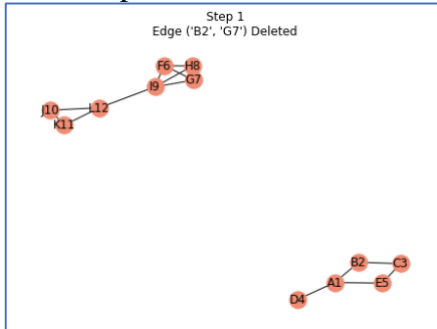 Step 1
Edge ('B2', 'G7') Deleted
F6 H8
G7
I9
J10 L12
K11
B2 C3
A1 E5
D4